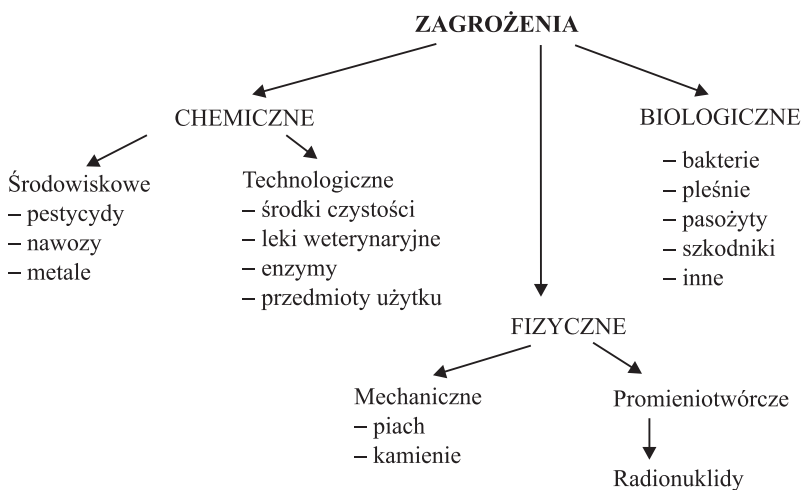 ZAGROŻENIA
CHEMICZNE
Środowiskowe
– pestycydy
– nawozy
– metale
Technologiczne
– środki czystości
– leki weterynaryjne
– enzymy
– przedmioty użytku
BIOLOGICZNE
– bakterie
– pleśnie
– pasożyty
– szkodniki
– inne
FIZYCZNE
Mechaniczne
– piach
– kamienie
Promieniotwórcze
Radionuklidy